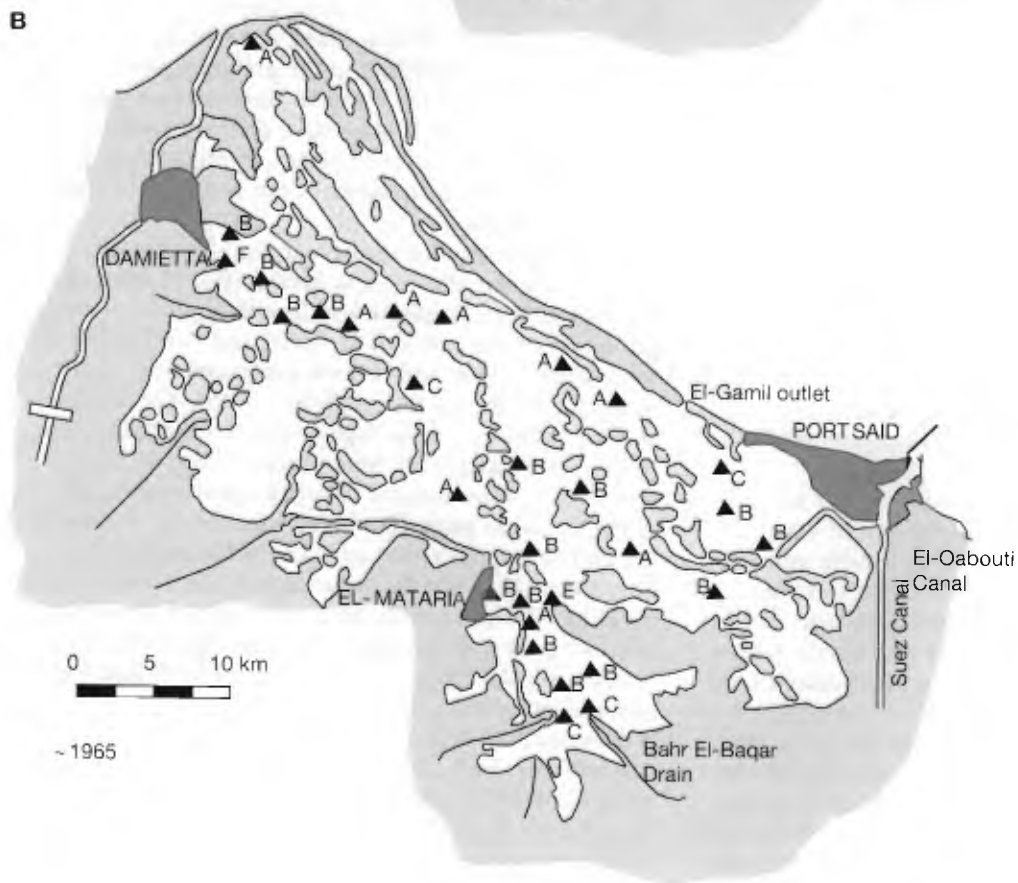 B
A
B
DAMIETTA
F
B
B
B
A
A
A
A
C
A
El-Gamil outlet
PORT SAID
B
C
A
B
B
B
A
B
El-Oabouti
Canal
EL-MATARIA
B
B
E
B
A
B
Suez Canal
0 5 10 km
B
B
C
C
~ 1965
Bahr El-Baqar
Drain